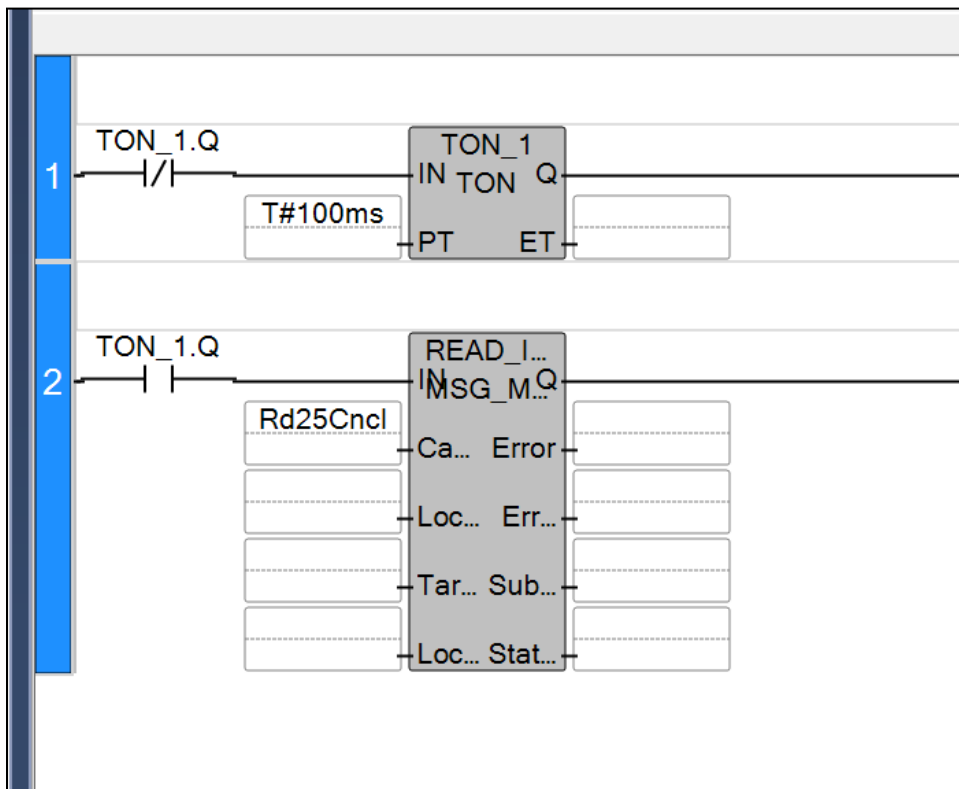 1
TON_1.Q
TON_1
IN TON Q
T#100ms
PT ET
2
TON_1.Q
READ_I...
IN Q
MSG_M...
Rd25Cncl
Ca... Error
Loc... Err...
Tar... Sub...
Loc... Stat...